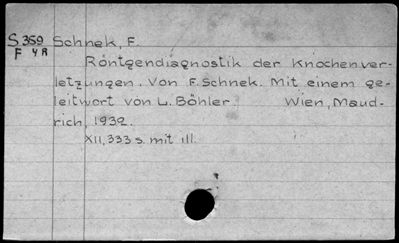 S 359 Schnek, F.
F 4R
Röntgendiagnostik der Knochenver-
letzungen. Von F. Schnek. Mit einem ge-
leitwort von L. Böhler. Wien, Maud-
rich, 1932.
XII, 333 s. mit ill.